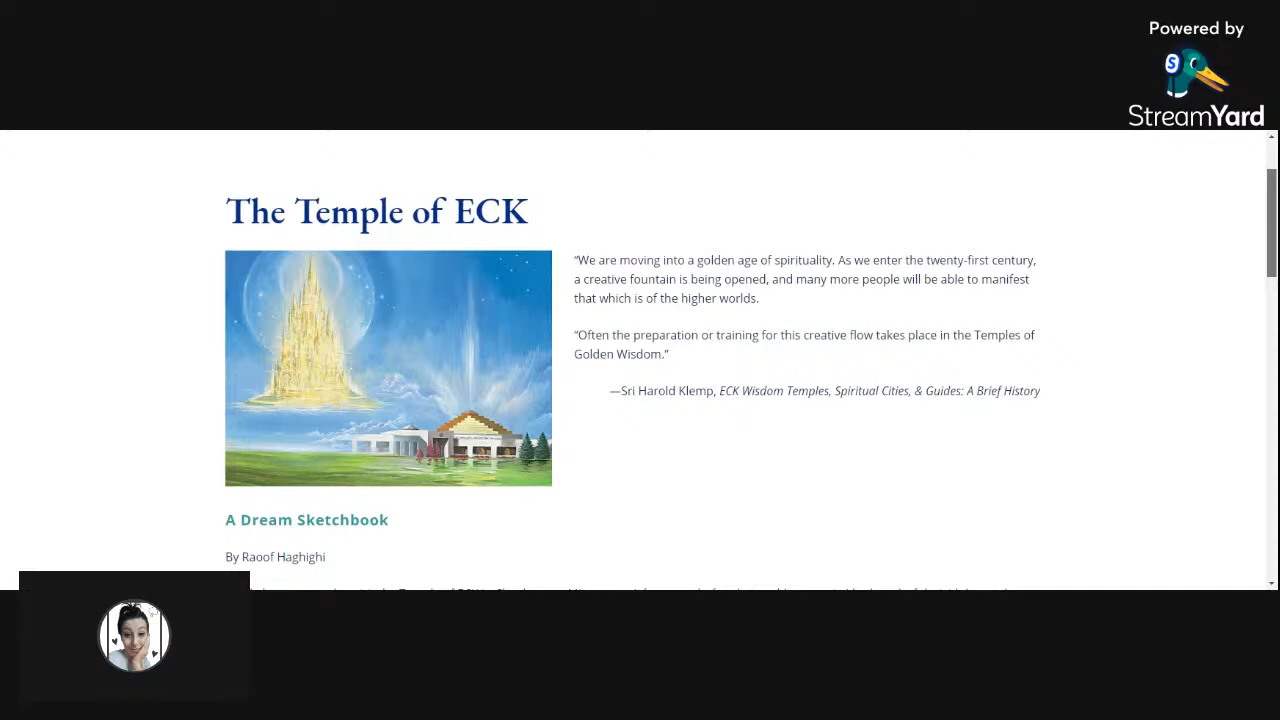 Powered by
StreamYard
The Temple of ECK
“We are moving into a golden age of spirituality. As we enter the twenty-first century,
a creative fountain is being opened, and many more people will be able to manifest
that which is of the higher worlds.
“Often the preparation or training for this creative flow takes place in the Temples of
Golden Wisdom.”
—Sri Harold Klemp, ECK Wisdom Temples, Spiritual Cities, & Guides: A Brief History
A Dream Sketchbook
By Raoof Haghighi